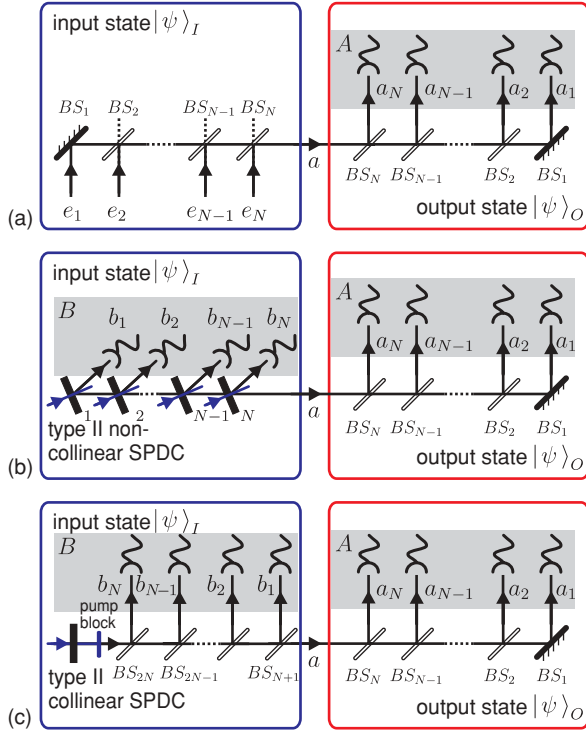 input state |ψ⟩_I
A
BS_1 BS_2 BS_{N−1} BS_N
a_N a_{N−1} a_2 a_1
a
BS_N BS_{N−1} BS_2 BS_1
e_1 e_2 e_{N−1} e_N
output state |ψ⟩_O
(a)
input state |ψ⟩_I
B
b_1 b_2 b_{N−1} b_N
A
a_N a_{N−1} a_2 a_1
1 2 N−1 N
a
BS_N BS_{N−1} BS_2 BS_1
type II non-
collinear SPDC
output state |ψ⟩_O
(b)
input state |ψ⟩_I
B
b_N b_{N−1} b_2 b_1
A
a_N a_{N−1} a_2 a_1
pump
block
a
BS_{2N} BS_{2N−1} BS_{N+1}
BS_N BS_{N−1} BS_2 BS_1
type II
collinear SPDC
output state |ψ⟩_O
(c)